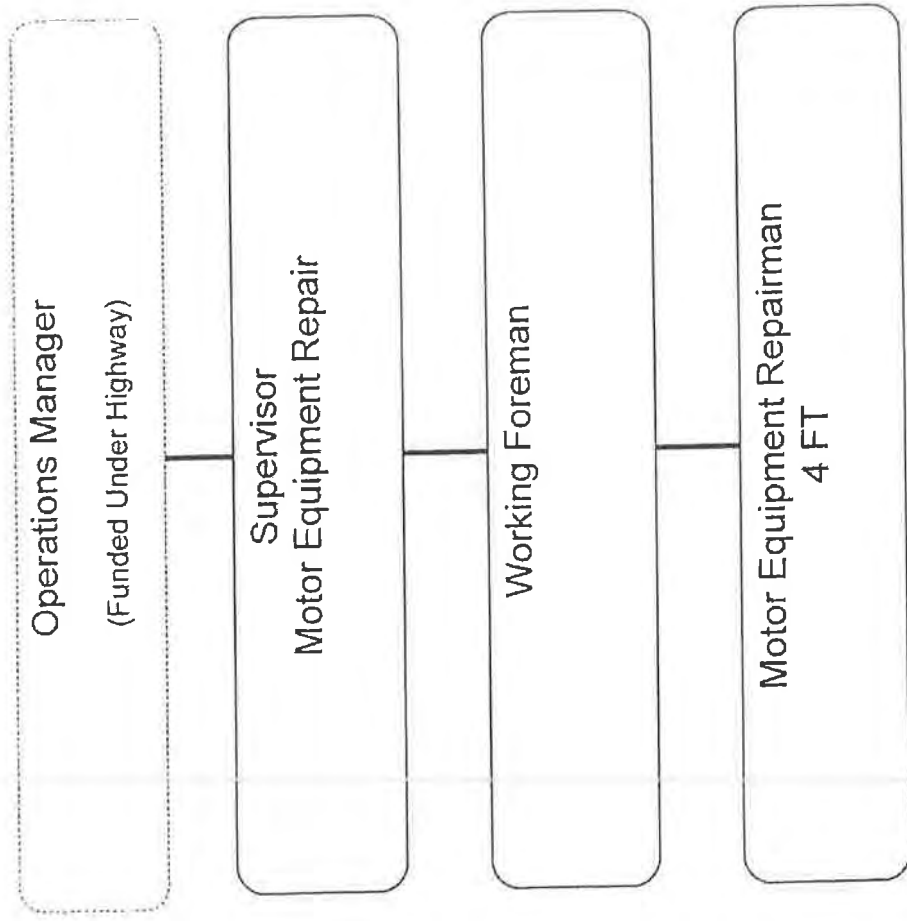 Operations Manager
(Funded Under Highway)
Supervisor
Motor Equipment Repair
Working Foreman
Motor Equipment Repairman
4 FT